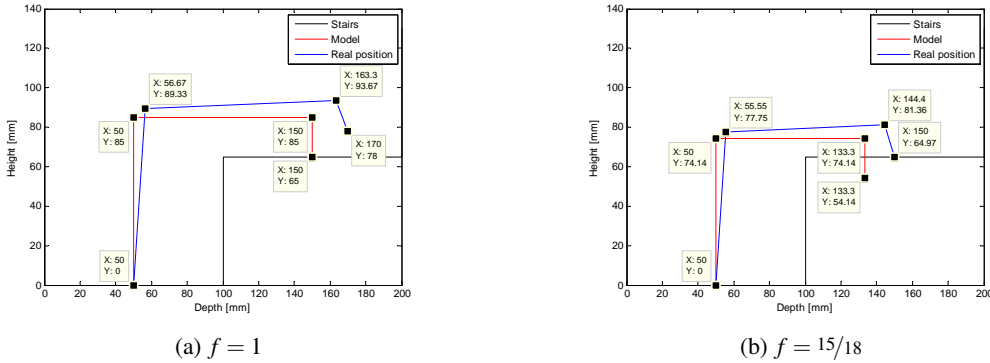 140
120
100
80
60
40
20
0
Height [mm]
0 20 40 60 80 100 120 140 160 180 200
Depth [mm]
Stairs
Model
Real position
X: 56.67
Y: 89.33
X: 163.3
Y: 93.67
X: 50
Y: 85
X: 150
Y: 85
X: 170
Y: 78
X: 150
Y: 65
X: 50
Y: 0
(a) f = 1
140
120
100
80
60
40
20
0
Height [mm]
0 20 40 60 80 100 120 140 160 180 200
Depth [mm]
Stairs
Model
Real position
X: 55.55
Y: 77.75
X: 144.4
Y: 81.36
X: 50
Y: 74.14
X: 133.3
Y: 74.14
X: 150
Y: 64.97
X: 133.3
Y: 54.14
X: 50
Y: 0
(b) f = 15/18